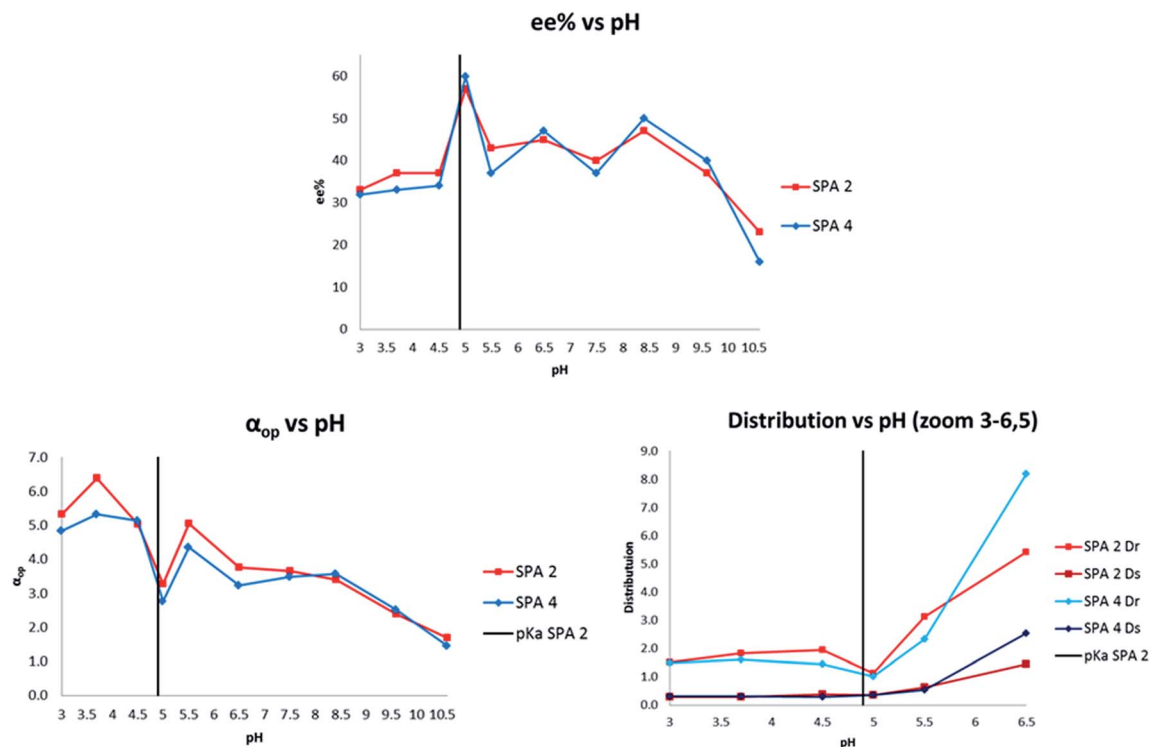 ee% vs pH
60
50
40
30
20
10
0
ee%
3 3.5 4 4.5 5 5.5 6 6.5 7 7.5 8 8.5 9 9.5 10 10.5
pH
SPA 2
SPA 4
αop vs pH
7.0
6.0
5.0
4.0
3.0
2.0
1.0
0.0
αop
3 3.5 4 4.5 5 5.5 6 6.5 7 7.5 8 8.5 9 9.5 10 10.5
pH
SPA 2
SPA 4
pKa SPA 2
Distribution vs pH (zoom 3-6,5)
9.0
8.0
7.0
6.0
5.0
4.0
3.0
2.0
1.0
0.0
Distributuion
3 3.5 4 4.5 5 5.5 6 6.5
pH
SPA 2 Dr
SPA 2 Ds
SPA 4 Dr
SPA 4 Ds
pKa SPA 2